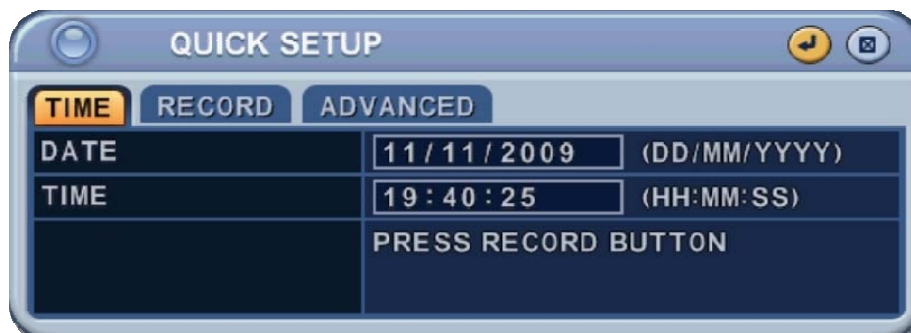 QUICK SETUP
TIME RECORD ADVANCED
DATE 11/11/2009 (DD/MM/YYYY)
TIME 19:40:25 (HH:MM:SS)
PRESS RECORD BUTTON